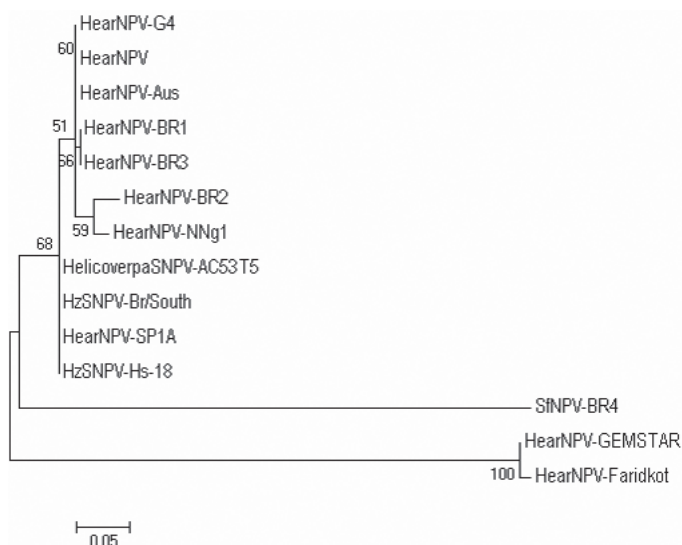 HearNPV-G4
60
HearNPV
HearNPV-Aus
51
HearNPV-BR1
66
HearNPV-BR3
HearNPV-BR2
59
HearNPV-NNg1
68
HelicoverpaSNPV-AC53T5
HzSNPV-Br/South
HearNPV-SP1A
HzSNPV-Hs-18
SfNPV-BR4
HearNPV-GEMSTAR
100
HearNPV-Faridkot
0.05